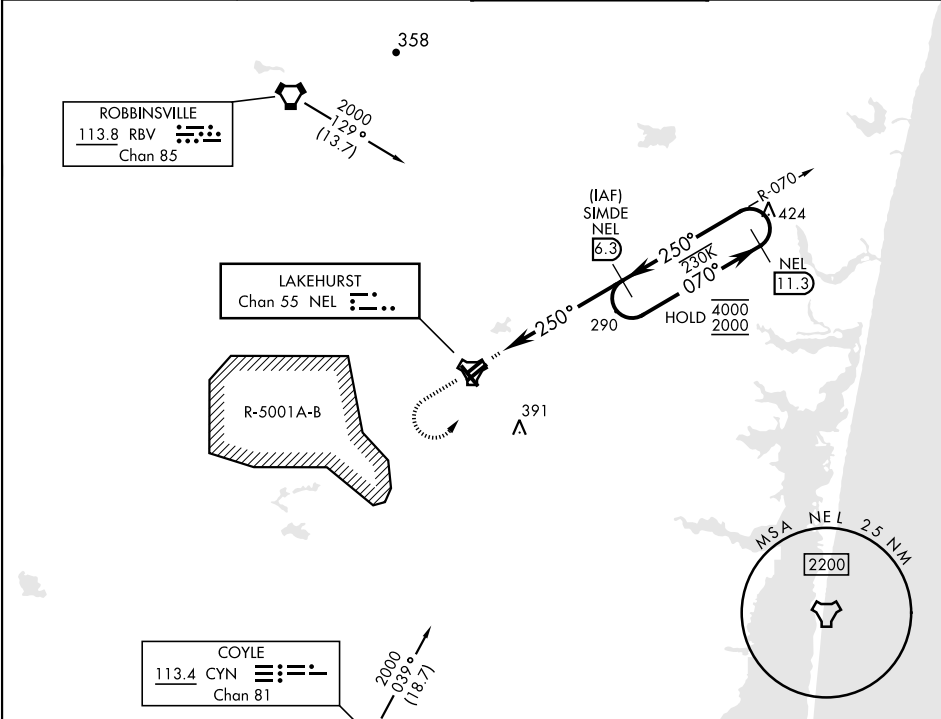 358
ROBBINSVILLE
113.8 RBV
Chan 85
2000
129°
(13.7)
(IAF)
SIMDE
NEL
6.3
R-070
424
250°
230K
070°
NEL
11.3
LAKEHURST
Chan 55 NEL
250°
290
HOLD 4000
2000
R-5001A-B
391
MSA NEL 25 NM
2200
COYLE
113.4 CYN
Chan 81
2000
039°
(18.7)